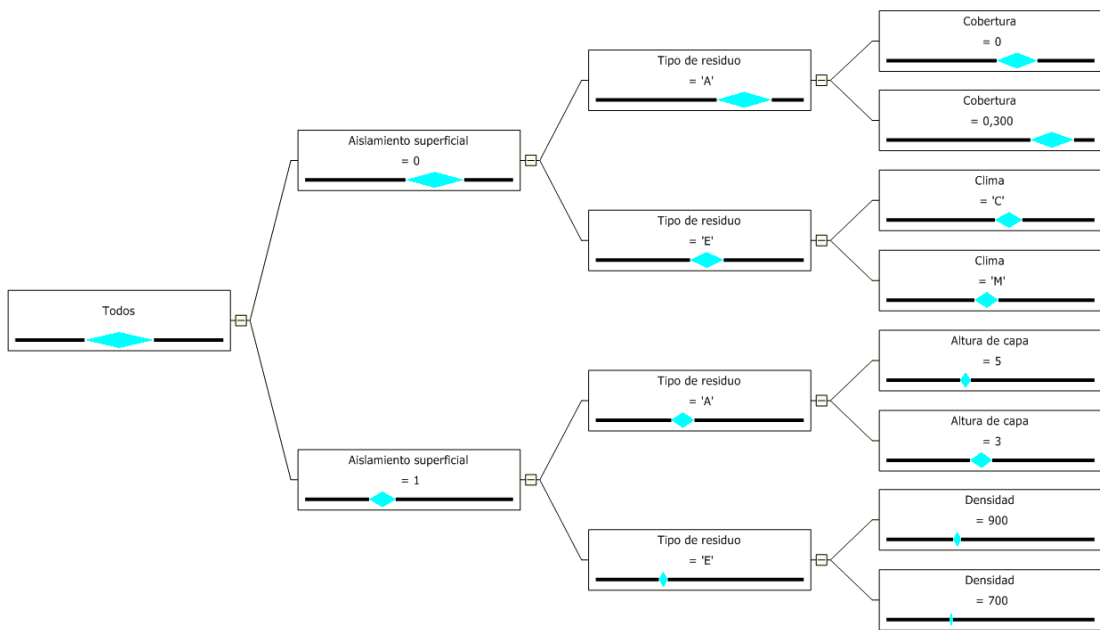 Todos
Aislamiento superficial
= 0
Aislamiento superficial
= 1
Tipo de residuo
= 'A'
Tipo de residuo
= 'E'
Tipo de residuo
= 'A'
Tipo de residuo
= 'E'
Cobertura
= 0
Cobertura
= 0,300
Clima
= 'C'
Clima
= 'M'
Altura de capa
= 5
Altura de capa
= 3
Densidad
= 900
Densidad
= 700